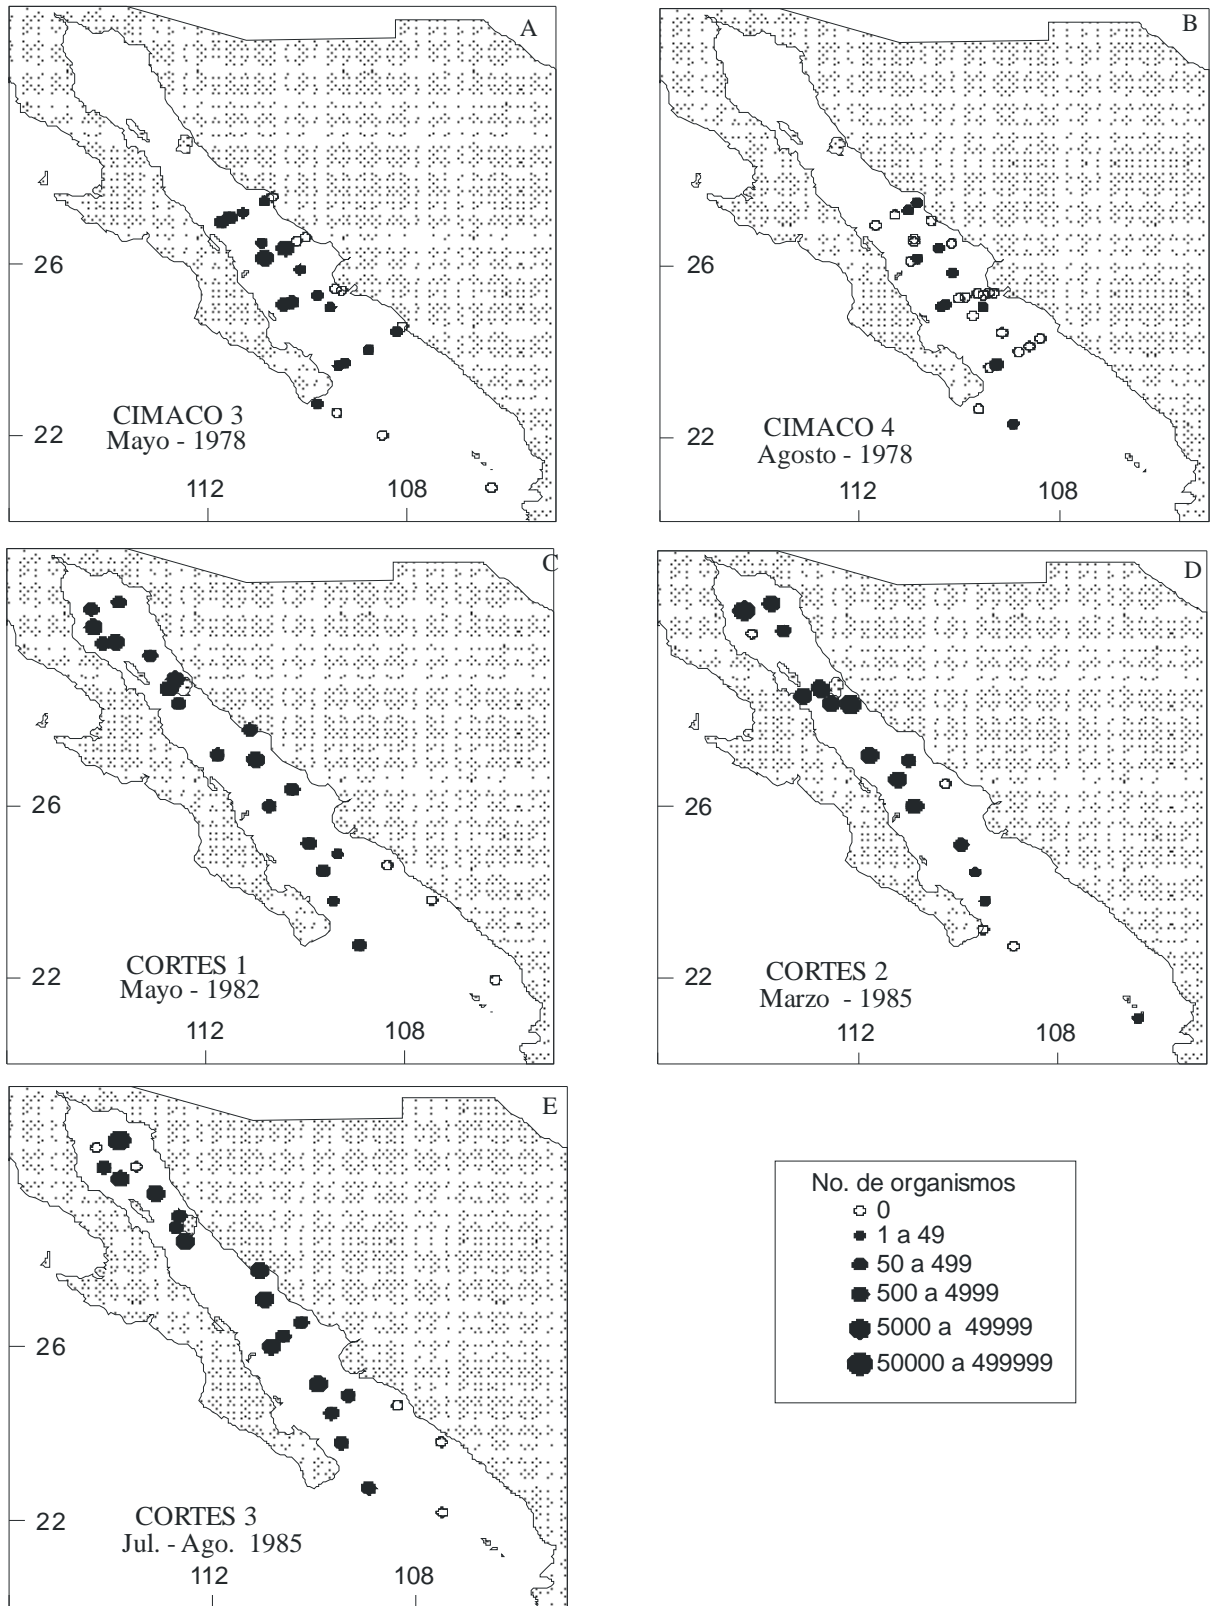 A
26
CIMACO 3
Mayo - 1978
22
112
108
B
26
CIMACO 4
Agosto - 1978
22
112
108
C
26
CORTES 1
Mayo - 1982
22
112
108
D
26
CORTES 2
Marzo - 1985
22
112
108
E
26
CORTES 3
Jul. - Ago. 1985
22
112
108
No. de organismos
0
1 a 49
50 a 499
500 a 4999
5000 a 49999
50000 a 499999